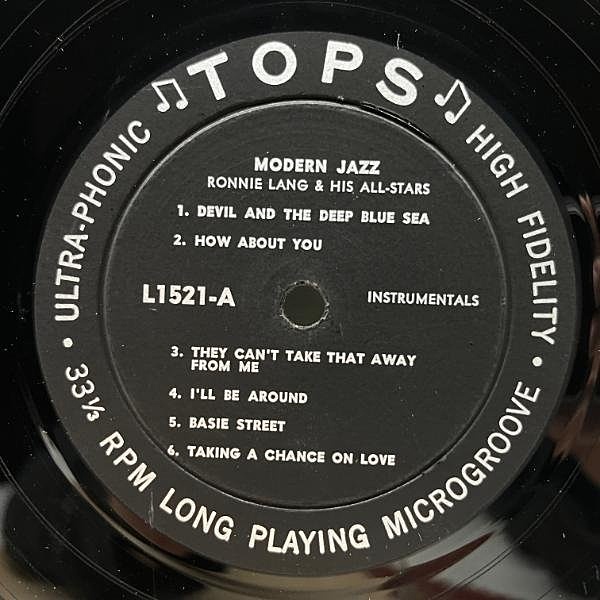 ♫ TOPS ♫
ULTRA-PHONIC
HIGH FIDELITY
MODERN JAZZ
RONNIE LANG & HIS ALL-STARS
1. DEVIL AND THE DEEP BLUE SEA
2. HOW ABOUT YOU
L1521-A
INSTRUMENTALS
3. THEY CAN'T TAKE THAT AWAY
FROM ME
4. I'LL BE AROUND
5. BASIE STREET
6. TAKING A CHANCE ON LOVE
• 33⅓ RPM LONG PLAYING MICROGROOVE •